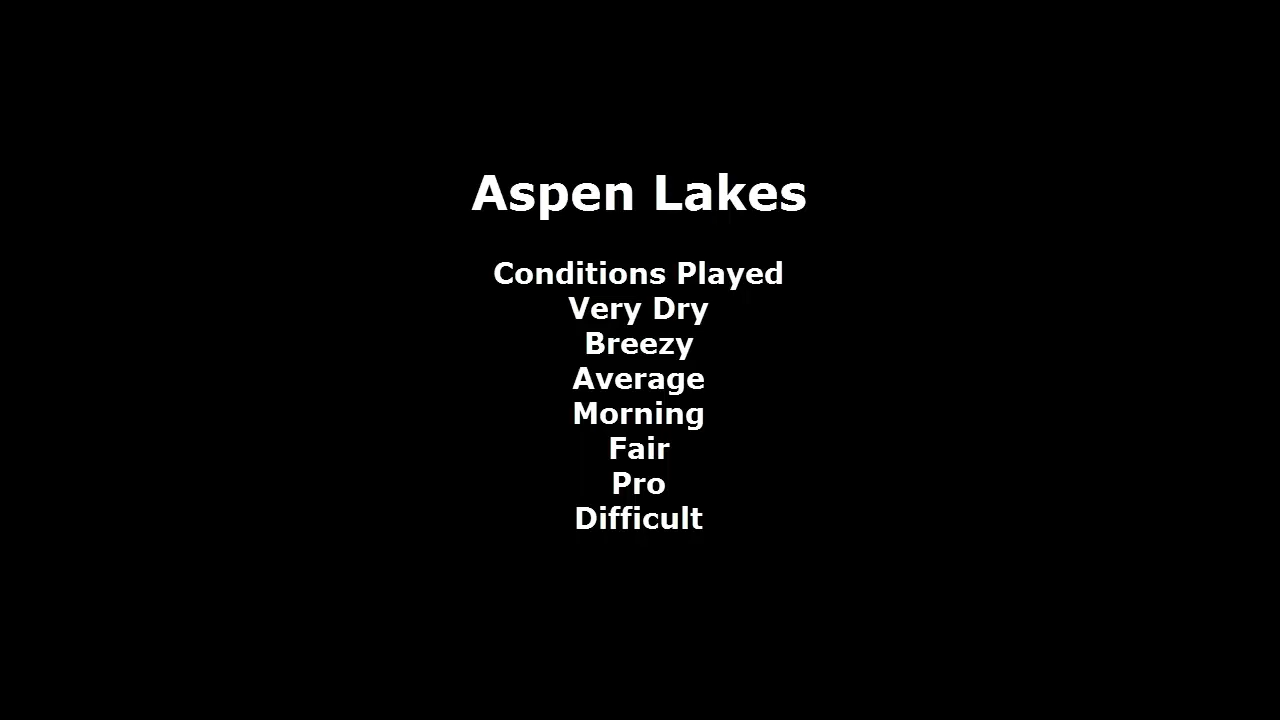 Aspen Lakes
Conditions Played
Very Dry
Breezy
Average
Morning
Fair
Pro
Difficult